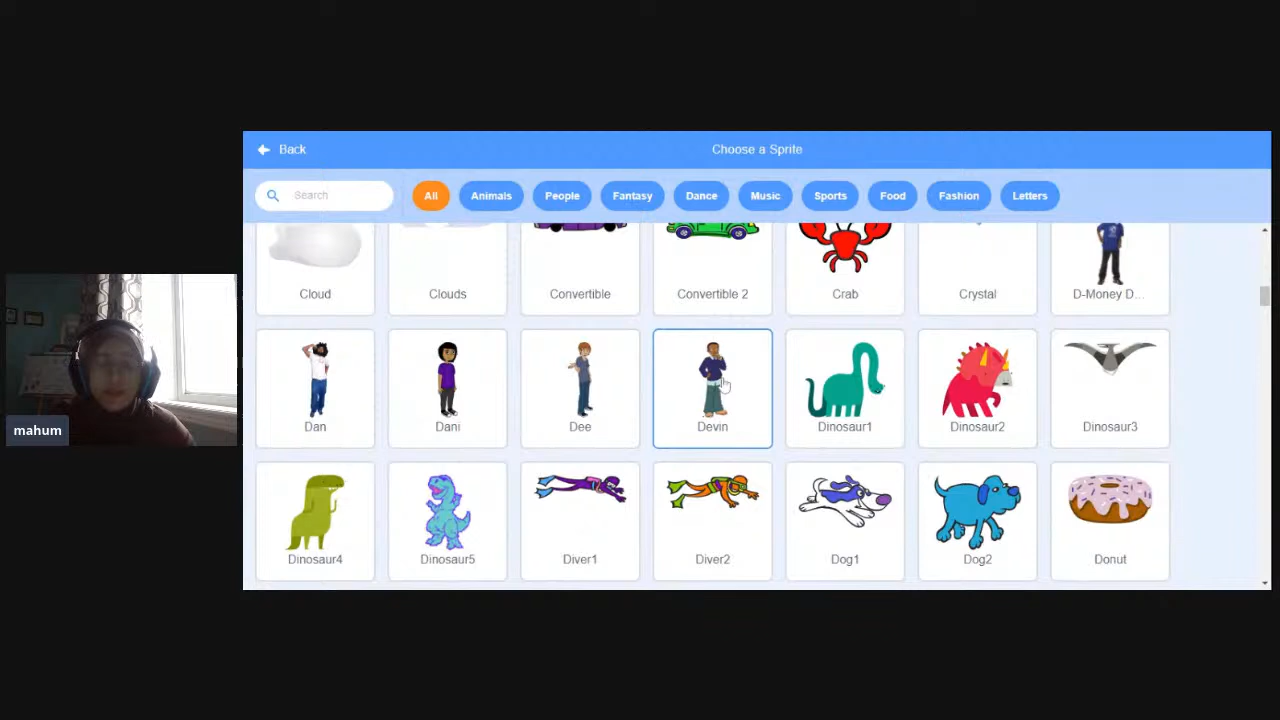 Back
Choose a Sprite
Search
All
Animals
People
Fantasy
Dance
Music
Sports
Food
Fashion
Letters
Cloud
Clouds
Convertible
Convertible 2
Crab
Crystal
D-Money D...
Dan
Dani
Dee
Devin
Dinosaur1
Dinosaur2
Dinosaur3
mahum
Dinosaur4
Dinosaur5
Diver1
Diver2
Dog1
Dog2
Donut